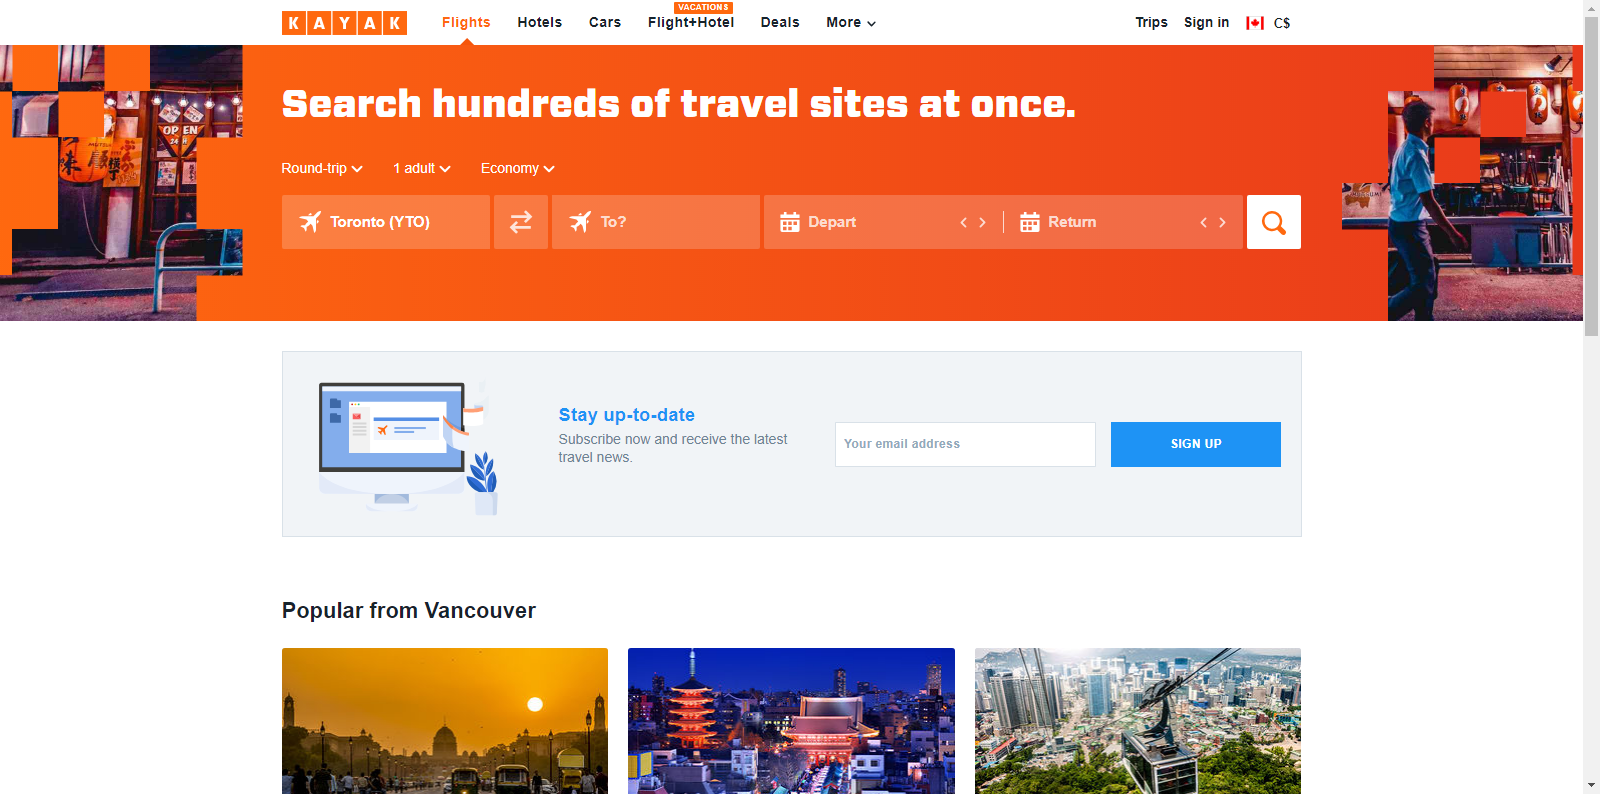 KAYAK
Flights
Hotels
Cars
VACATIONS
Flight+Hotel
Deals
More
Trips
Sign in
C$
OPEN
Search hundreds of travel sites at once.
Round-trip
1 adult
Economy
Toronto (YTO)
To?
Depart
Return
Stay up-to-date
Subscribe now and receive the latest
travel news.
Your email address
SIGN UP
Popular from Vancouver